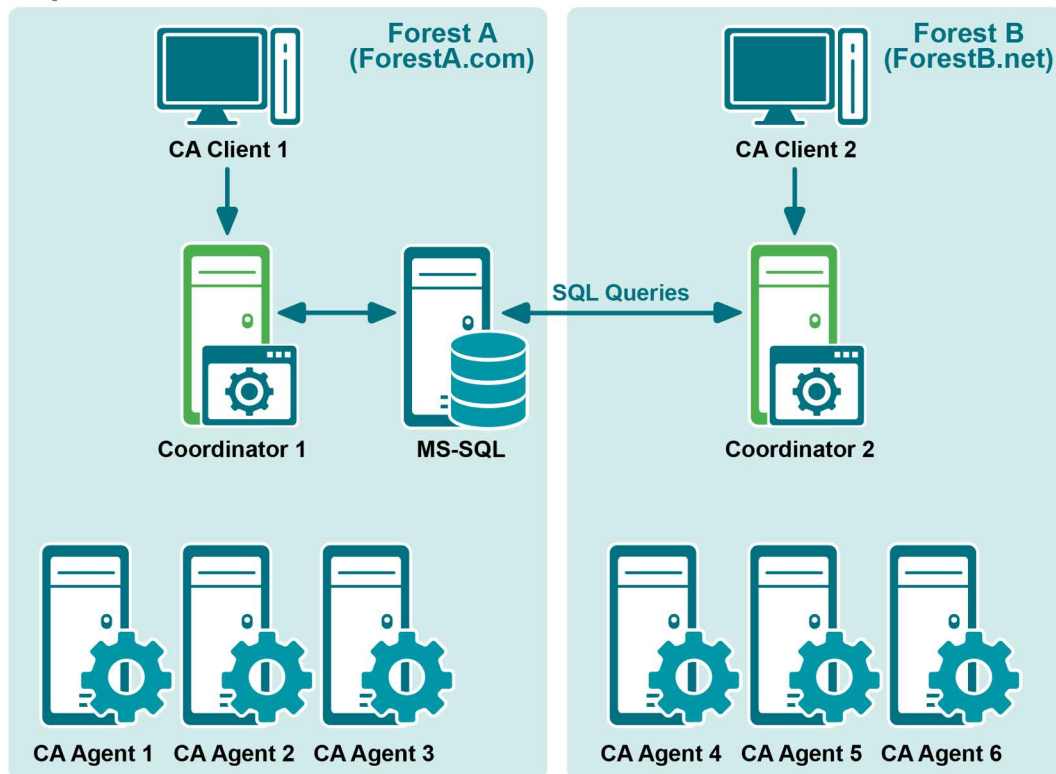 Forest A
(ForestA.com)
CA Client 1
Coordinator 1
MS-SQL
CA Agent 1
CA Agent 2
CA Agent 3
SQL Queries
Forest B
(ForestB.net)
CA Client 2
Coordinator 2
CA Agent 4
CA Agent 5
CA Agent 6